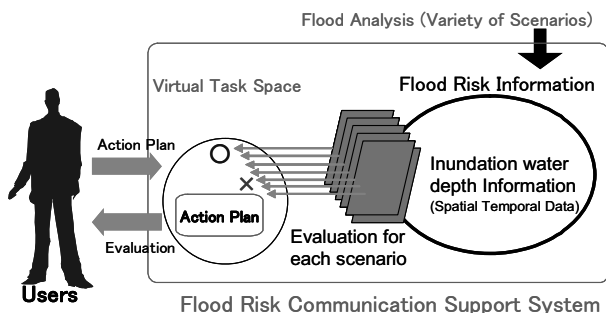 Flood Analysis (Variety of Scenarios)
Virtual Task Space
Flood Risk Information
Action Plan
Inundation water
depth Information
(Spatial Temporal Data)
Action Plan
Evaluation
Evaluation for
each scenario
Users
Flood Risk Communication Support System